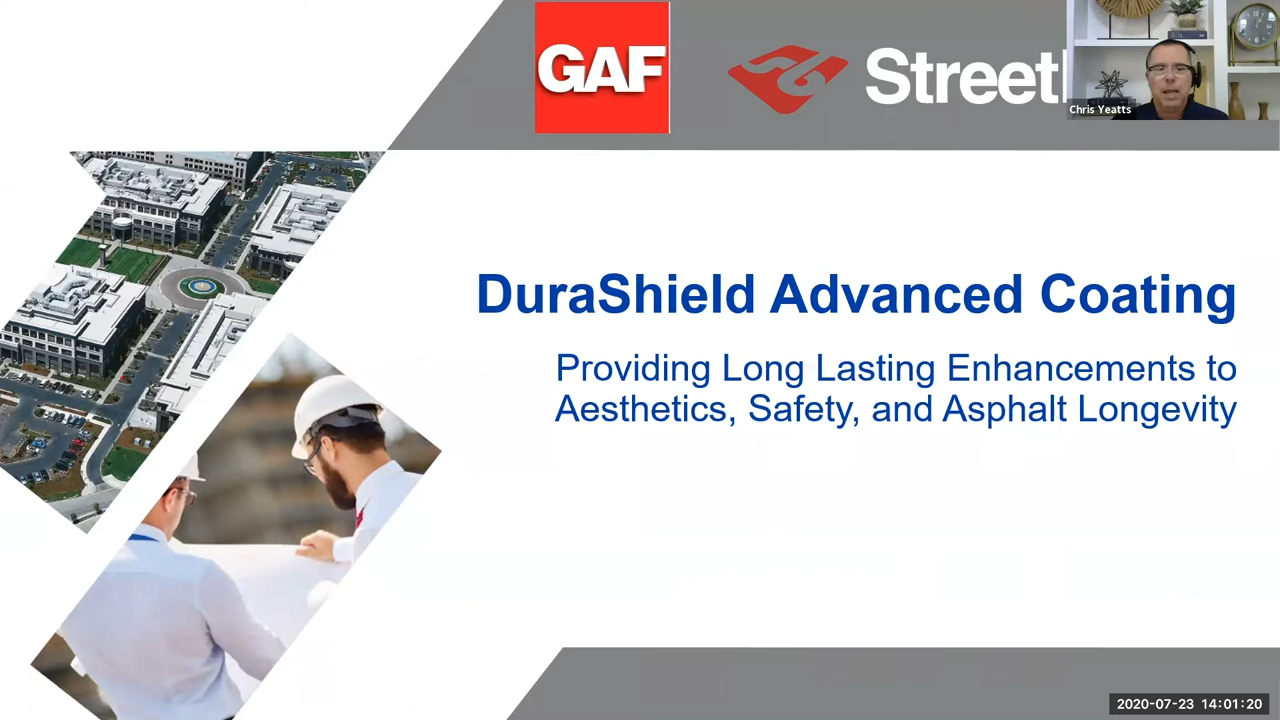 GAF
Street
Chris Yeatts
DuraShield Advanced Coating
Providing Long Lasting Enhancements to
Aesthetics, Safety, and Asphalt Longevity
2020-07-23 14:01:20